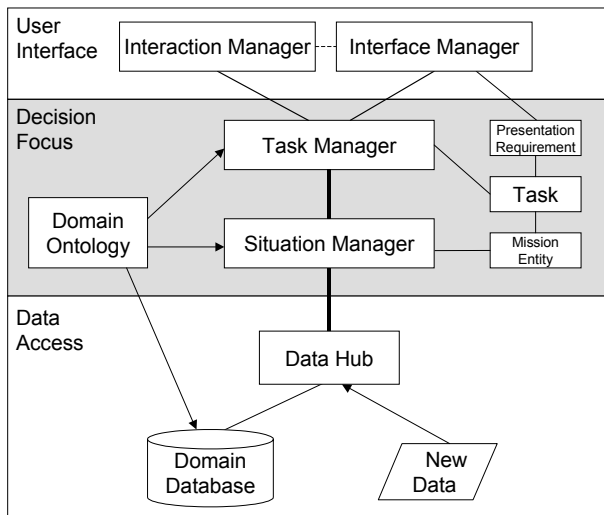 User
Interface
Interaction Manager
Interface Manager
Decision
Focus
Task Manager
Presentation
Requirement
Task
Domain
Ontology
Situation Manager
Mission
Entity
Data
Access
Data Hub
Domain
Database
New
Data